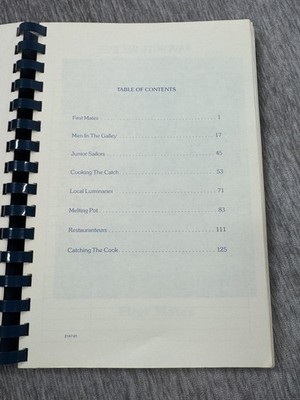 TABLE OF CONTENTS
First Mates 1
Men In The Galley 17
Junior Sailors 45
Cooking The Catch 53
Local Luminaries 71
Melting Pot 83
Restauranteurs 111
Catching The Cook 125